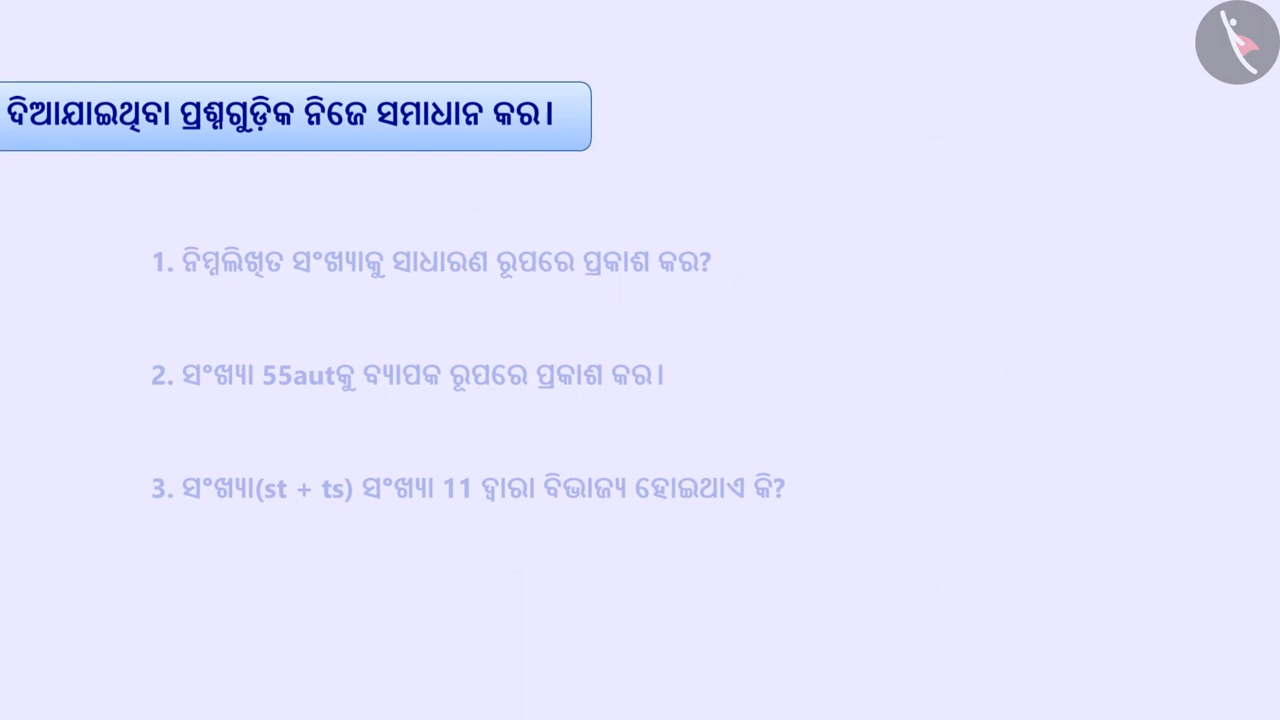 ଦିଆଯାଇଥିବା ପ୍ରଶ୍ନଗୁଡ଼ିକ ନିଜେ ସମାଧାନ କର।
1. ନିମ୍ନଲିଖିତ ସଂଖ୍ୟାକୁ ସାଧାରଣ ରୂପରେ ପ୍ରକାଶ କର?
2. ସଂଖ୍ୟା 55autକୁ ବ୍ୟାପକ ରୂପରେ ପ୍ରକାଶ କର।
3. ସଂଖ୍ୟା(st + ts) ସଂଖ୍ୟା 11 ଦ୍ୱାରା ବିଭାଜ୍ୟ ହୋଇଥାଏ କି?